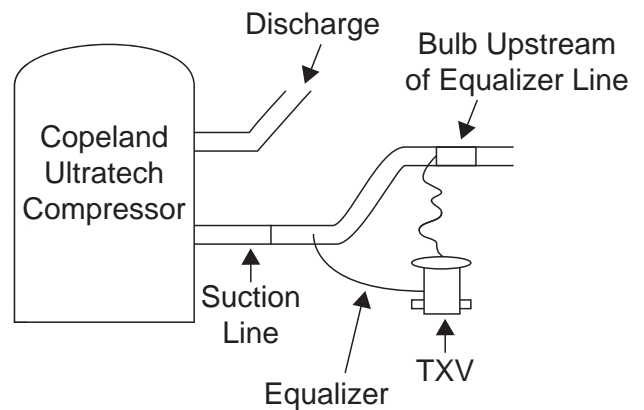 Discharge
Bulb Upstream
of Equalizer Line
Copeland
Ultratech
Compressor
Suction
Line
TXV
Equalizer